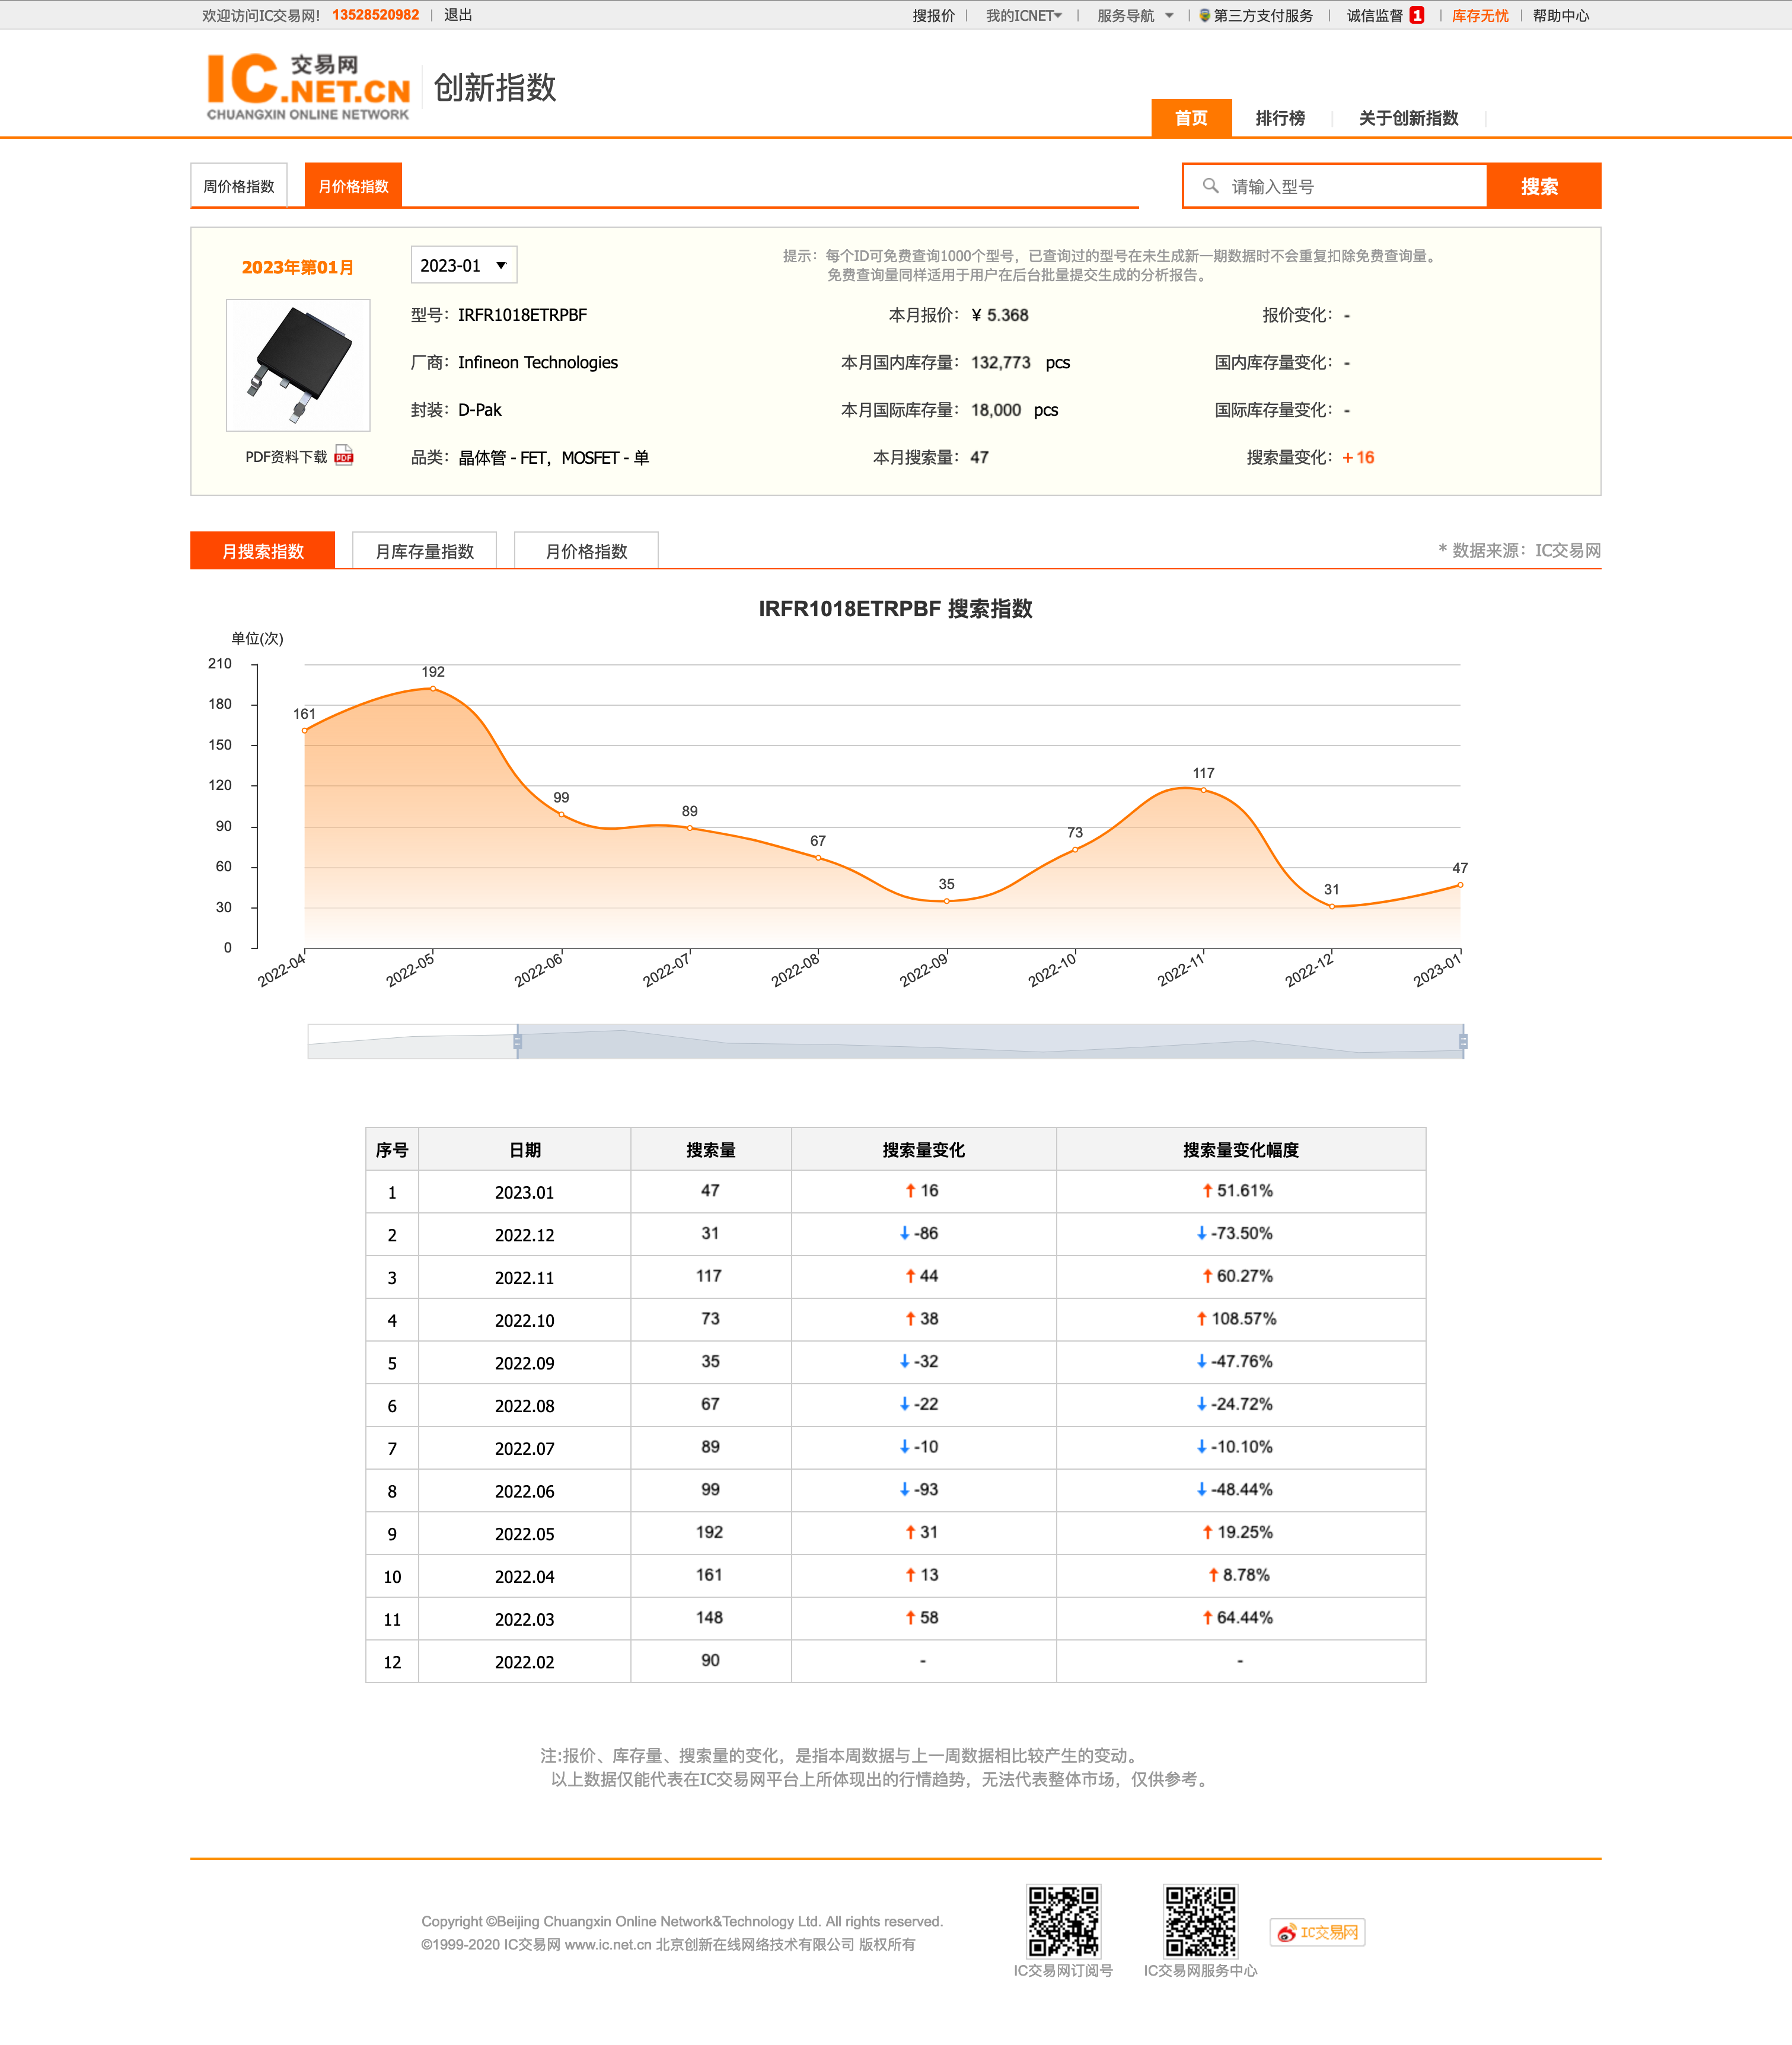 欢迎访问IC交易网! 13528520982 | 退出
搜报价 | 我的ICNET | 服务导航 | 第三方支付服务 | 诚信监督 1 | 库存无忧 | 帮助中心
IC.NET.CN 交易网
CHUANGXIN ONLINE NETWORK
创新指数
首页 排行榜 关于创新指数
周价格指数 月价格指数
请输入型号 搜索
2023年第01月 2023-01
提示：每个ID可免费查询1000个型号，已查询过的型号在未生成新一期数据时不会重复扣除免费查询量。
免费查询量同样适用于用户在后台批量提交生成的分析报告。
型号：IRFR1018ETRPBF 本月报价：¥ 5.368 报价变化：-
厂商：Infineon Technologies 本月国内库存量：132,773 pcs 国内库存量变化：-
封装：D-Pak 本月国际库存量：18,000 pcs 国际库存量变化：-
PDF资料下载 PDF
品类：晶体管 - FET，MOSFET - 单 本月搜索量：47 搜索量变化：+16
月搜索指数 月库存量指数 月价格指数 * 数据来源：IC交易网
IRFR1018ETRPBF 搜索指数
单位(次)
210
180
150
120
90
60
30
0
161 192 99 89 67 35 73 117 31 47
2022-04 2022-05 2022-06 2022-07 2022-08 2022-09 2022-10 2022-11 2022-12 2023-01
序号 日期 搜索量 搜索量变化 搜索量变化幅度
1 2023.01 47 ↑ 16 ↑ 51.61%
2 2022.12 31 ↓ -86 ↓ -73.50%
3 2022.11 117 ↑ 44 ↑ 60.27%
4 2022.10 73 ↑ 38 ↑ 108.57%
5 2022.09 35 ↓ -32 ↓ -47.76%
6 2022.08 67 ↓ -22 ↓ -24.72%
7 2022.07 89 ↓ -10 ↓ -10.10%
8 2022.06 99 ↓ -93 ↓ -48.44%
9 2022.05 192 ↑ 31 ↑ 19.25%
10 2022.04 161 ↑ 13 ↑ 8.78%
11 2022.03 148 ↑ 58 ↑ 64.44%
12 2022.02 90 - -
注:报价、库存量、搜索量的变化，是指本周数据与上一周数据相比较产生的变动。
以上数据仅能代表在IC交易网平台上所体现出的行情趋势，无法代表整体市场，仅供参考。
Copyright ©Beijing Chuangxin Online Network&Technology Ltd. All rights reserved.
©1999-2020 IC交易网 www.ic.net.cn 北京创新在线网络技术有限公司 版权所有
IC交易网订阅号 IC交易网服务中心 IC交易网